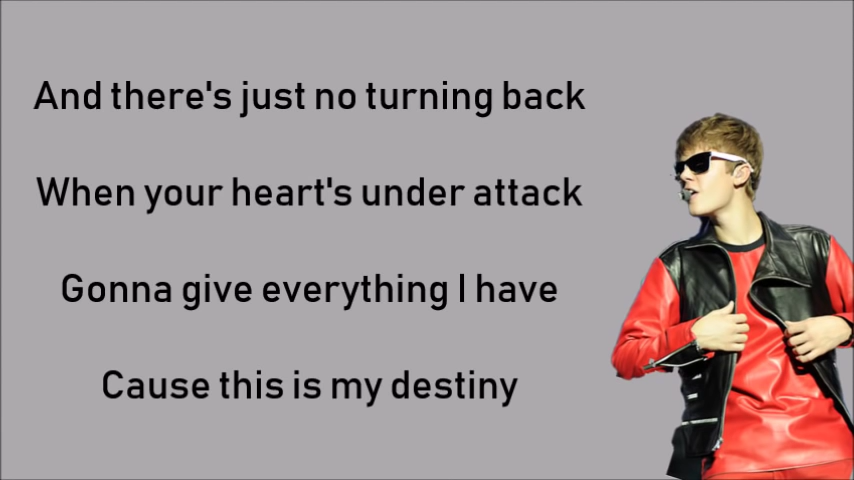 And there's just no turning back
When your heart's under attack
Gonna give everything I have
Cause this is my destiny